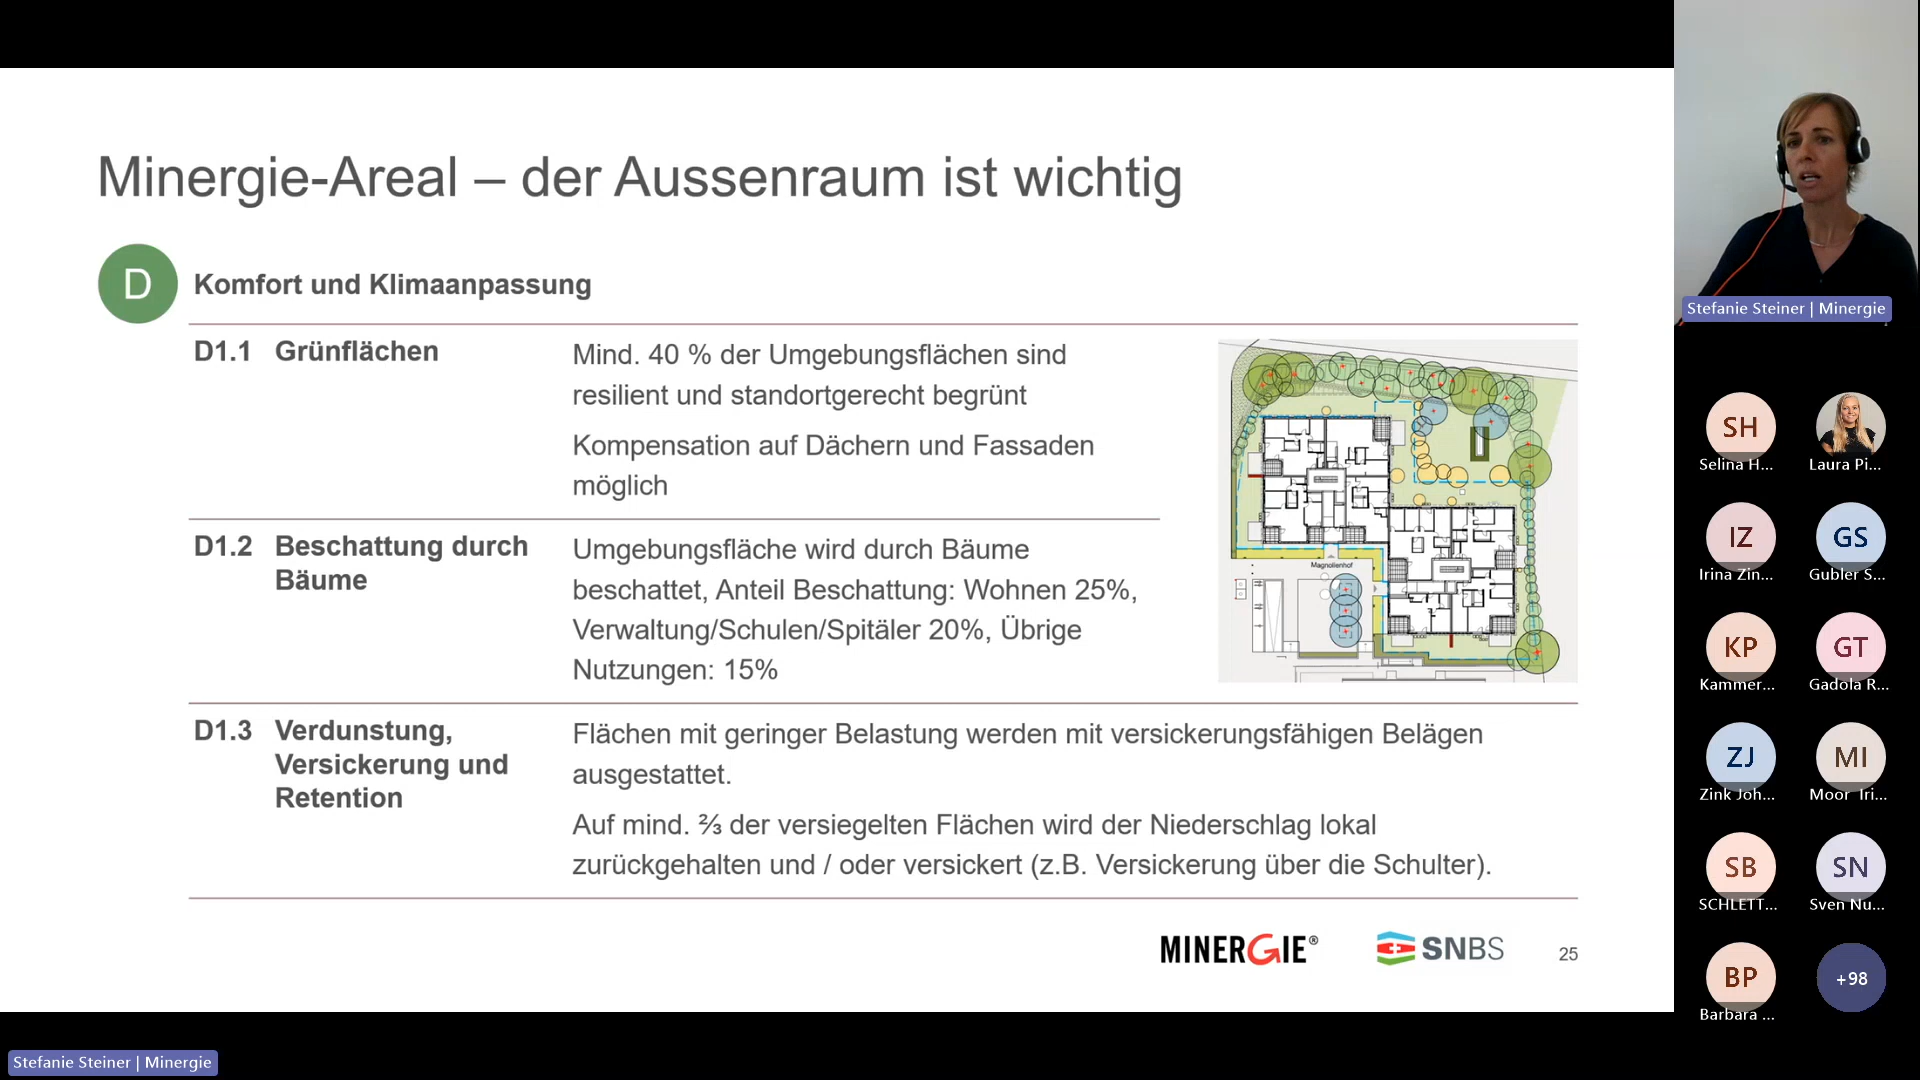 Minergie-Areal – der Aussenraum ist wichtig
D
Komfort und Klimaanpassung
D1.1 Grünflächen
Mind. 40 % der Umgebungsflächen sind
resilient und standortgerecht begrünt
Kompensation auf Dächern und Fassaden
möglich
D1.2 Beschattung durch
Bäume
Umgebungsfläche wird durch Bäume
beschattet, Anteil Beschattung: Wohnen 25%,
Verwaltung/Schulen/Spitäler 20%, Übrige
Nutzungen: 15%
Magnolienhof
D1.3 Verdunstung,
Versickerung und
Retention
Flächen mit geringer Belastung werden mit versickerungsfähigen Belägen
ausgestattet.
Auf mind. ⅔ der versiegelten Flächen wird der Niederschlag lokal
zurückgehalten und / oder versickert (z.B. Versickerung über die Schulter).
MINERGIE®
SNBS
25
Stefanie Steiner | Minergie
Stefanie Steiner | Minergie
SH
Selina H...
Laura Pi...
IZ
Irina Zin...
GS
Gubler S...
KP
Kammer...
GT
Gadola R...
ZJ
Zink Joh...
MI
Moor Iri...
SB
SCHLETT...
SN
Sven Nu...
BP
Barbara ...
+98